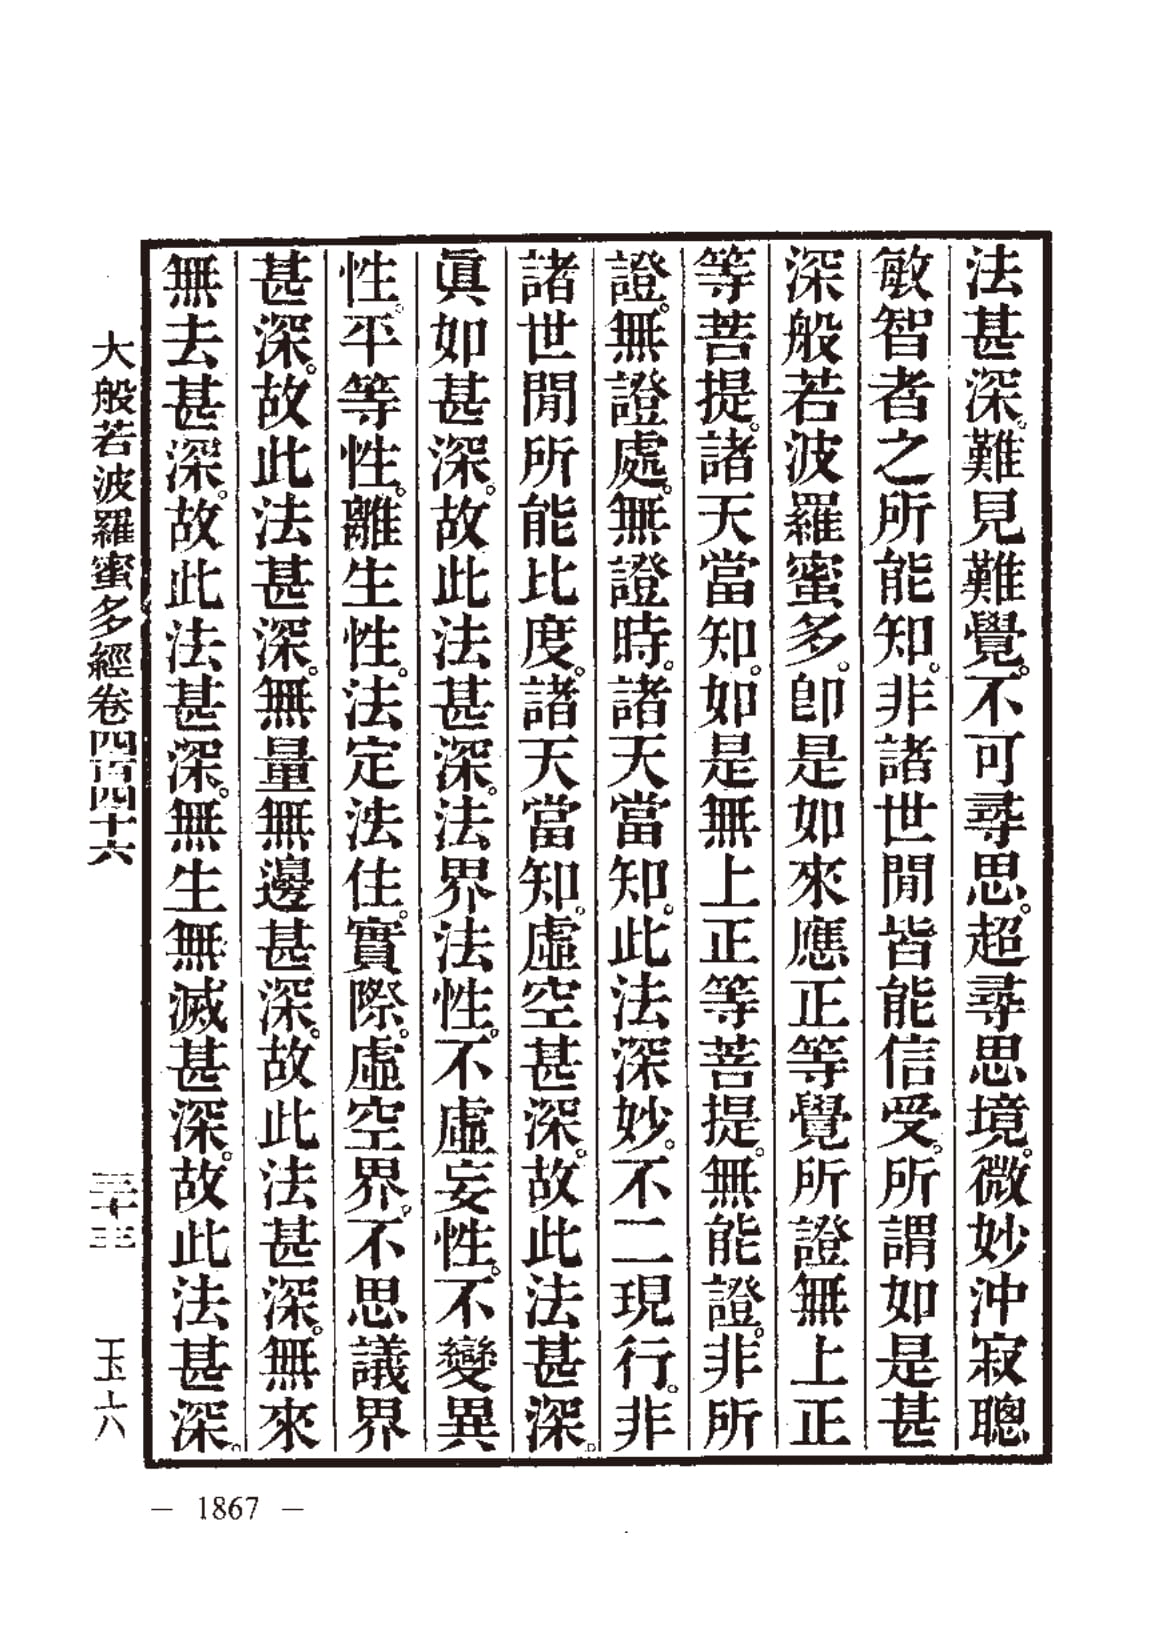 法甚深。難見難覺。不可尋思。超尋思境。微妙沖寂聰
敏智者之所能知。非諸世閒皆能信受。所謂如是甚
深般若波羅蜜多。卽是如來應正等覺所證無上正
等菩提。諸天當知。如是無上正等菩提。無能證。非所
證。無證處。無證時。諸天當知。此法深妙。不二現行。非
諸世閒所能比度。諸天當知。虛空甚深。故此法甚深。
眞如甚深。故此法甚深。法界法性。不虛妄性。不變異
性。平等性。離生性。法定法住。實際。虛空界。不思議界
甚深。故此法甚深。無量無邊甚深。故此法甚深。無來
無去甚深。故此法甚深。無生無滅甚深。故此法甚深。
大般若波羅蜜多經卷四百四十六 玉六
— 1867 —